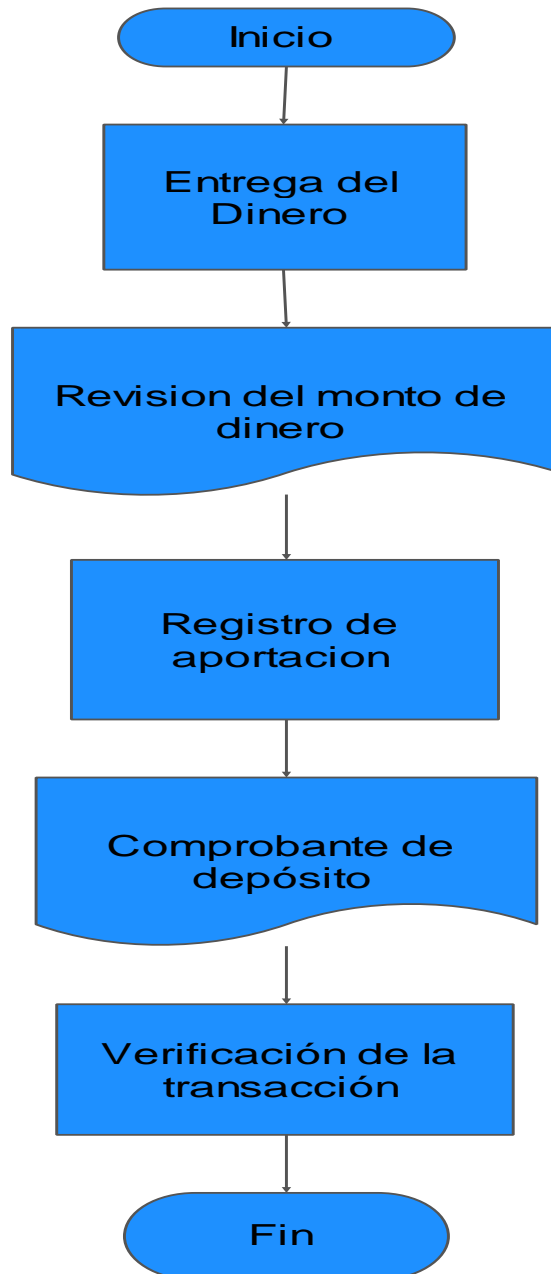 Inicio
Entrega del
Dinero
Revision del monto de
dinero
Registro de
aportacion
Comprobante de
depósito
Verificación de la
transacción
Fin